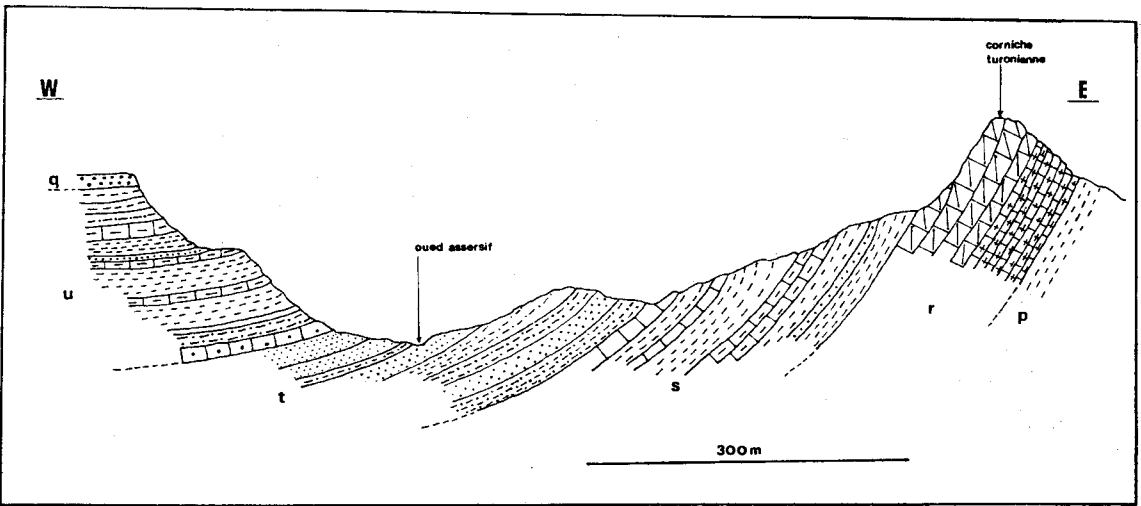 corniche
turonienne
W
E
q
oued assersif
u
r
p
s
t
300m